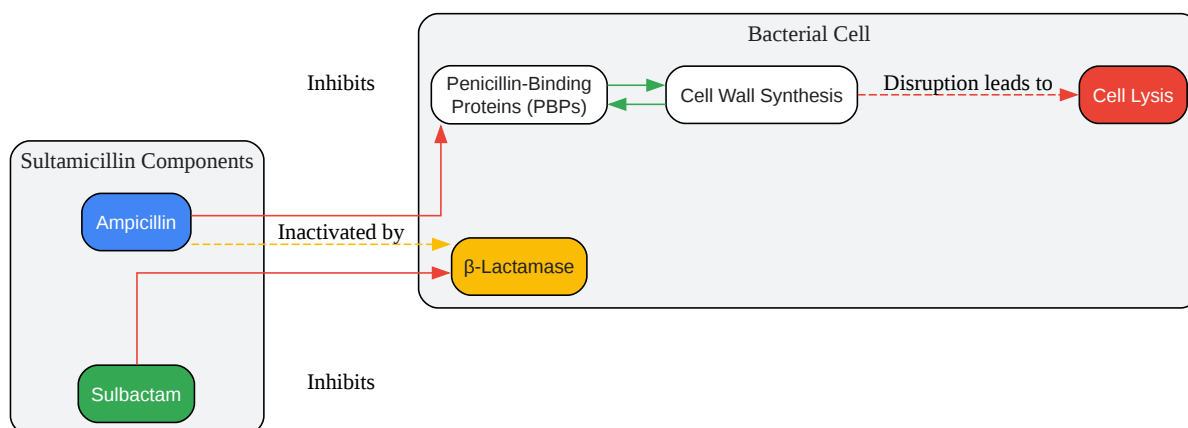 Bacterial Cell
Inhibits
Penicillin-Binding
Proteins (PBPs)
Cell Wall Synthesis
Disruption leads to
Cell Lysis
Sultamicillin Components
Ampicillin
Inactivated by
β-Lactamase
Sulbactam
Inhibits